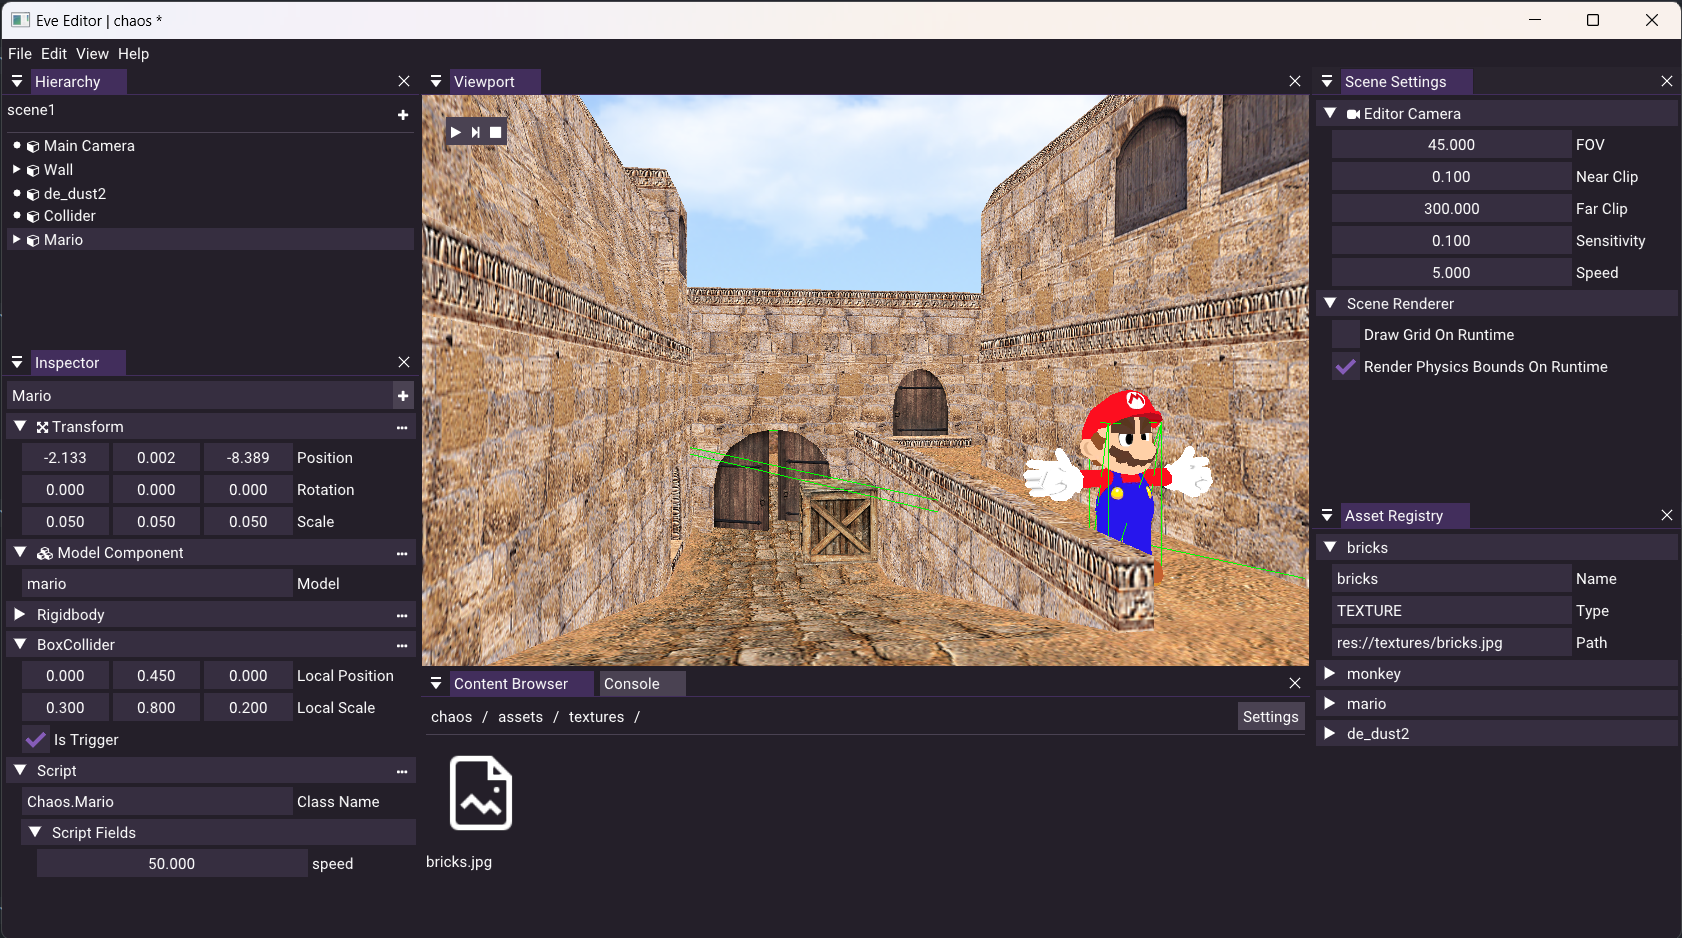 Eve Editor | chaos *
File Edit View Help
Hierarchy
scene1
Main Camera
Wall
de_dust2
Collider
Mario
Inspector
Mario
Transform
-2.133 0.002 -8.389 Position
0.000 0.000 0.000 Rotation
0.050 0.050 0.050 Scale
Model Component
mario Model
Rigidbody
BoxCollider
0.000 0.450 0.000 Local Position
0.300 0.800 0.200 Local Scale
Is Trigger
Script
Chaos.Mario Class Name
Script Fields
50.000 speed
Viewport
M
Content Browser Console
chaos / assets / textures /
Settings
bricks.jpg
Scene Settings
Editor Camera
45.000 FOV
0.100 Near Clip
300.000 Far Clip
0.100 Sensitivity
5.000 Speed
Scene Renderer
Draw Grid On Runtime
Render Physics Bounds On Runtime
Asset Registry
bricks
bricks Name
TEXTURE Type
res://textures/bricks.jpg Path
monkey
mario
de_dust2